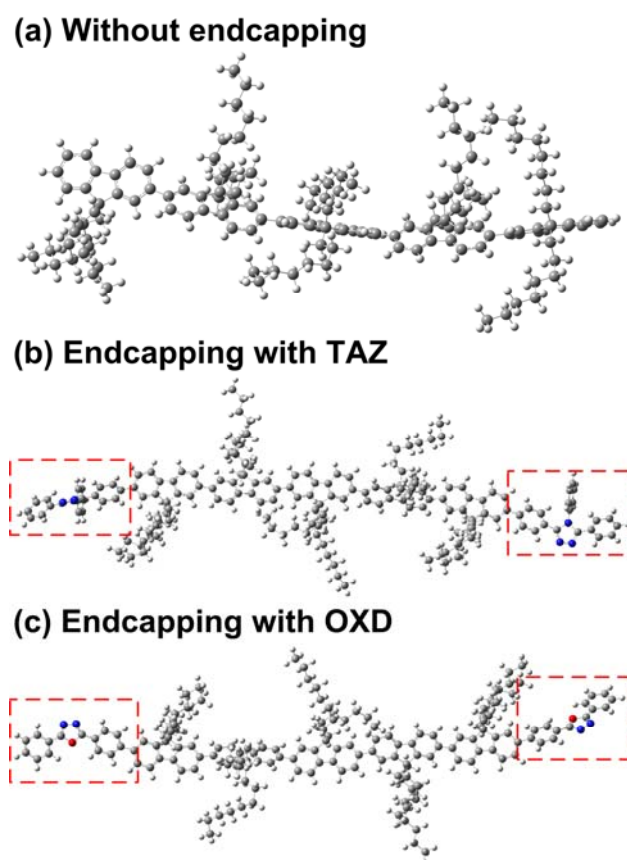 (a) Without endcapping
(b) Endcapping with TAZ
(c) Endcapping with OXD